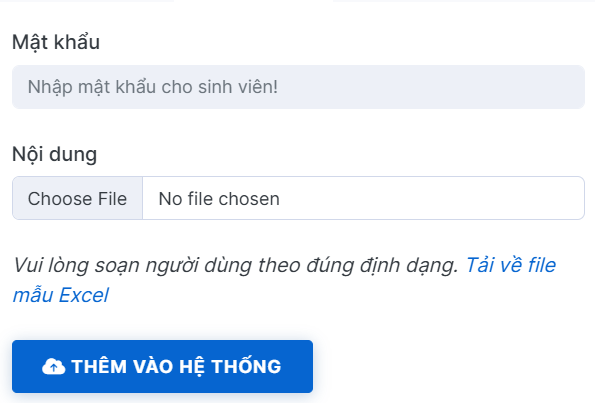 Mật khẩu
Nhập mật khẩu cho sinh viên!
Nội dung
Choose File No file chosen
Vui lòng soạn người dùng theo đúng định dạng. Tải về file
mẫu Excel
THÊM VÀO HỆ THỐNG